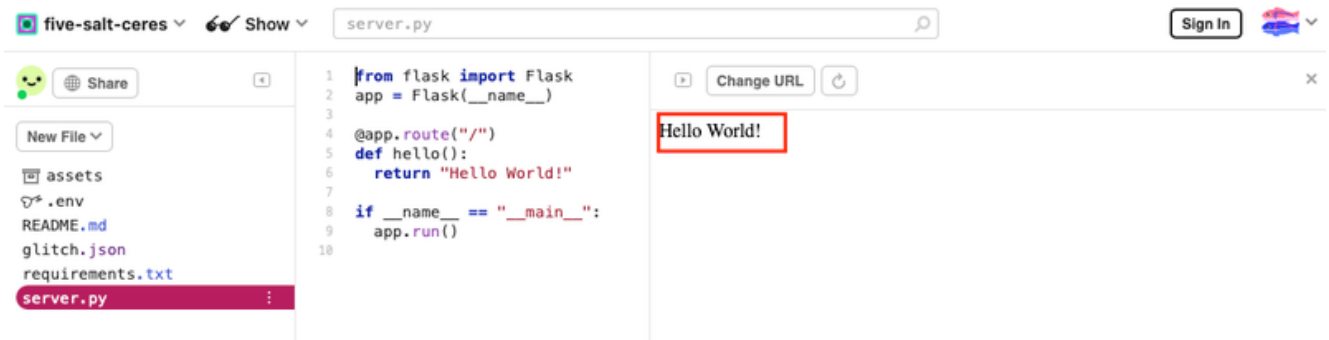 five-salt-ceres Show server.py Sign In
Share
New File
assets
.env
README.md
glitch.json
requirements.txt
server.py
1 from flask import Flask
2 app = Flask(__name__)
3
4 @app.route("/")
5 def hello():
6   return "Hello World!"
7
8 if __name__ == "__main__":
9   app.run()
10
Change URL
Hello World!